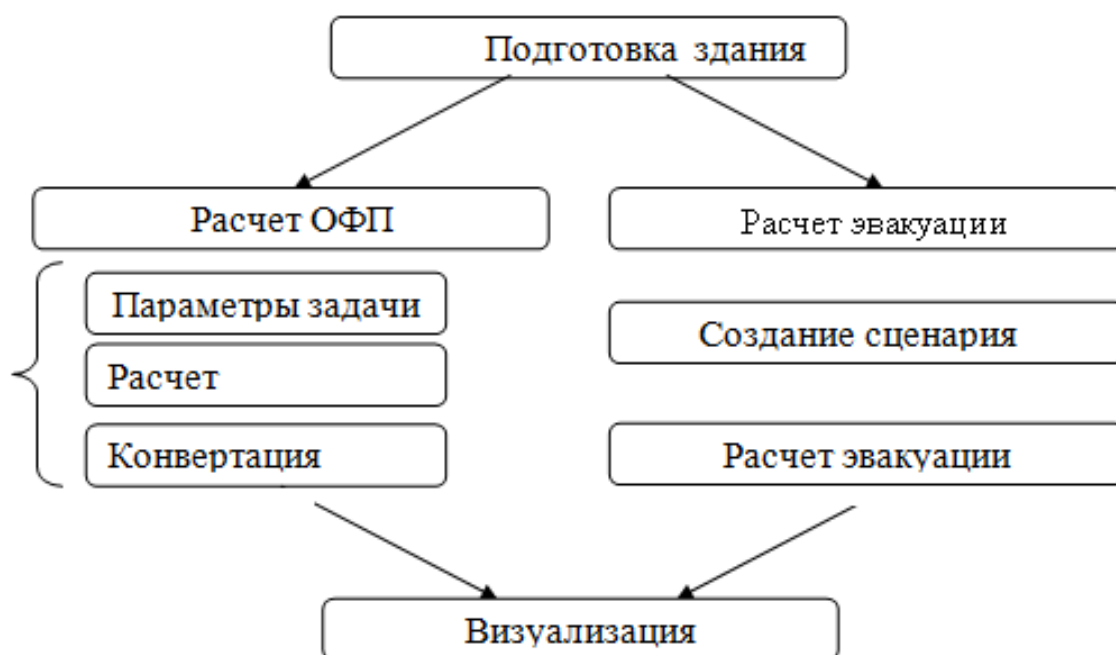 Подготовка здания
Расчет ОФП
Расчет эвакуации
Параметры задачи
Создание сценария
Расчет
Конвертация
Расчет эвакуации
Визуализация